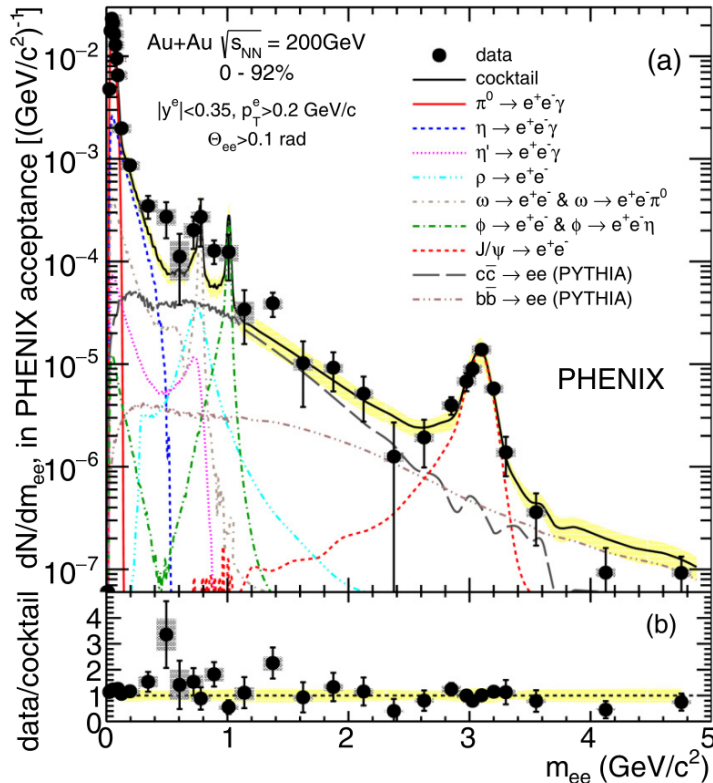 Au+Au √s_NN = 200GeV
0 - 92%
|y^e|<0.35, p_T^e>0.2 GeV/c
Θ_ee>0.1 rad
(a)
data
cocktail
π⁰ → e⁺e⁻γ
η → e⁺e⁻γ
η' → e⁺e⁻γ
ρ → e⁺e⁻
ω → e⁺e⁻ & ω → e⁺e⁻π⁰
ϕ → e⁺e⁻ & ϕ → e⁺e⁻η
J/ψ → e⁺e⁻
cc̄ → ee (PYTHIA)
bb̄ → ee (PYTHIA)
PHENIX
dN/dm_ee, in PHENIX acceptance [(GeV/c²)⁻¹]
10⁻²
10⁻³
10⁻⁴
10⁻⁵
10⁻⁶
10⁻⁷
(b)
data/cocktail
4
3
2
1
0
0 1 2 3 4 5
m_ee (GeV/c²)